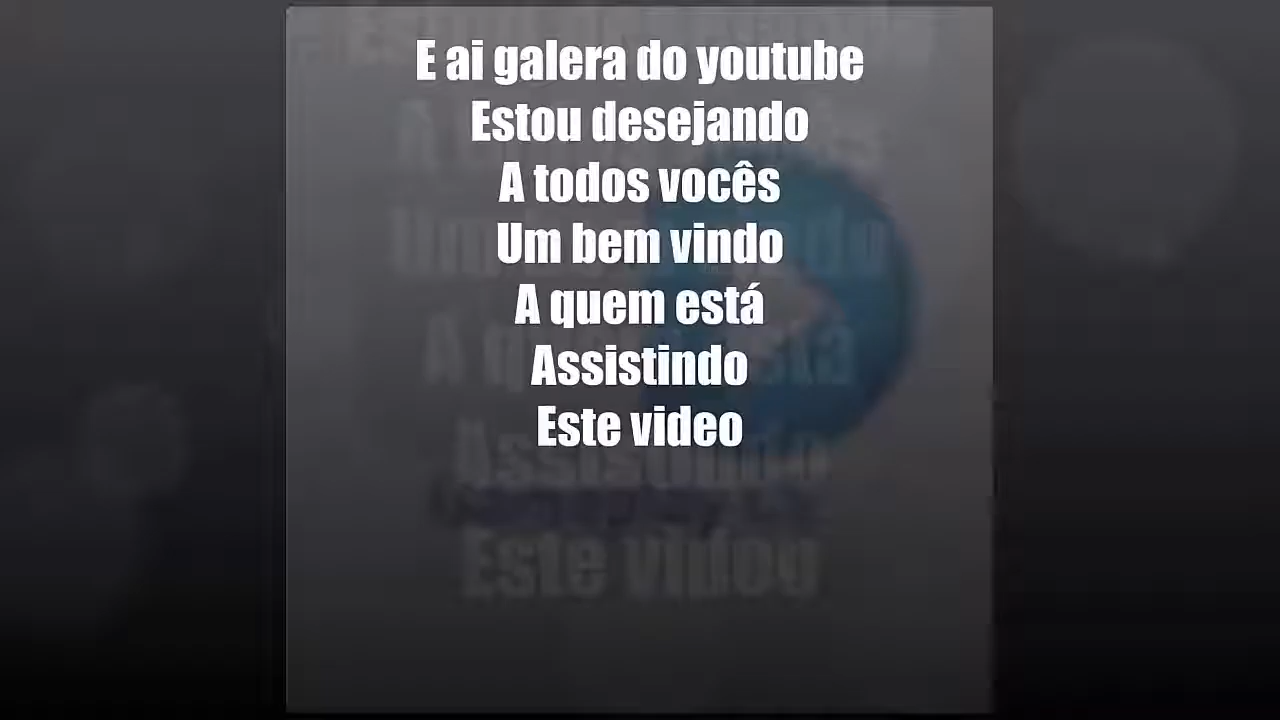 E ai galera do youtube
Estou desejando
A todos vocês
Um bem vindo
A quem está
Assistindo
Este video